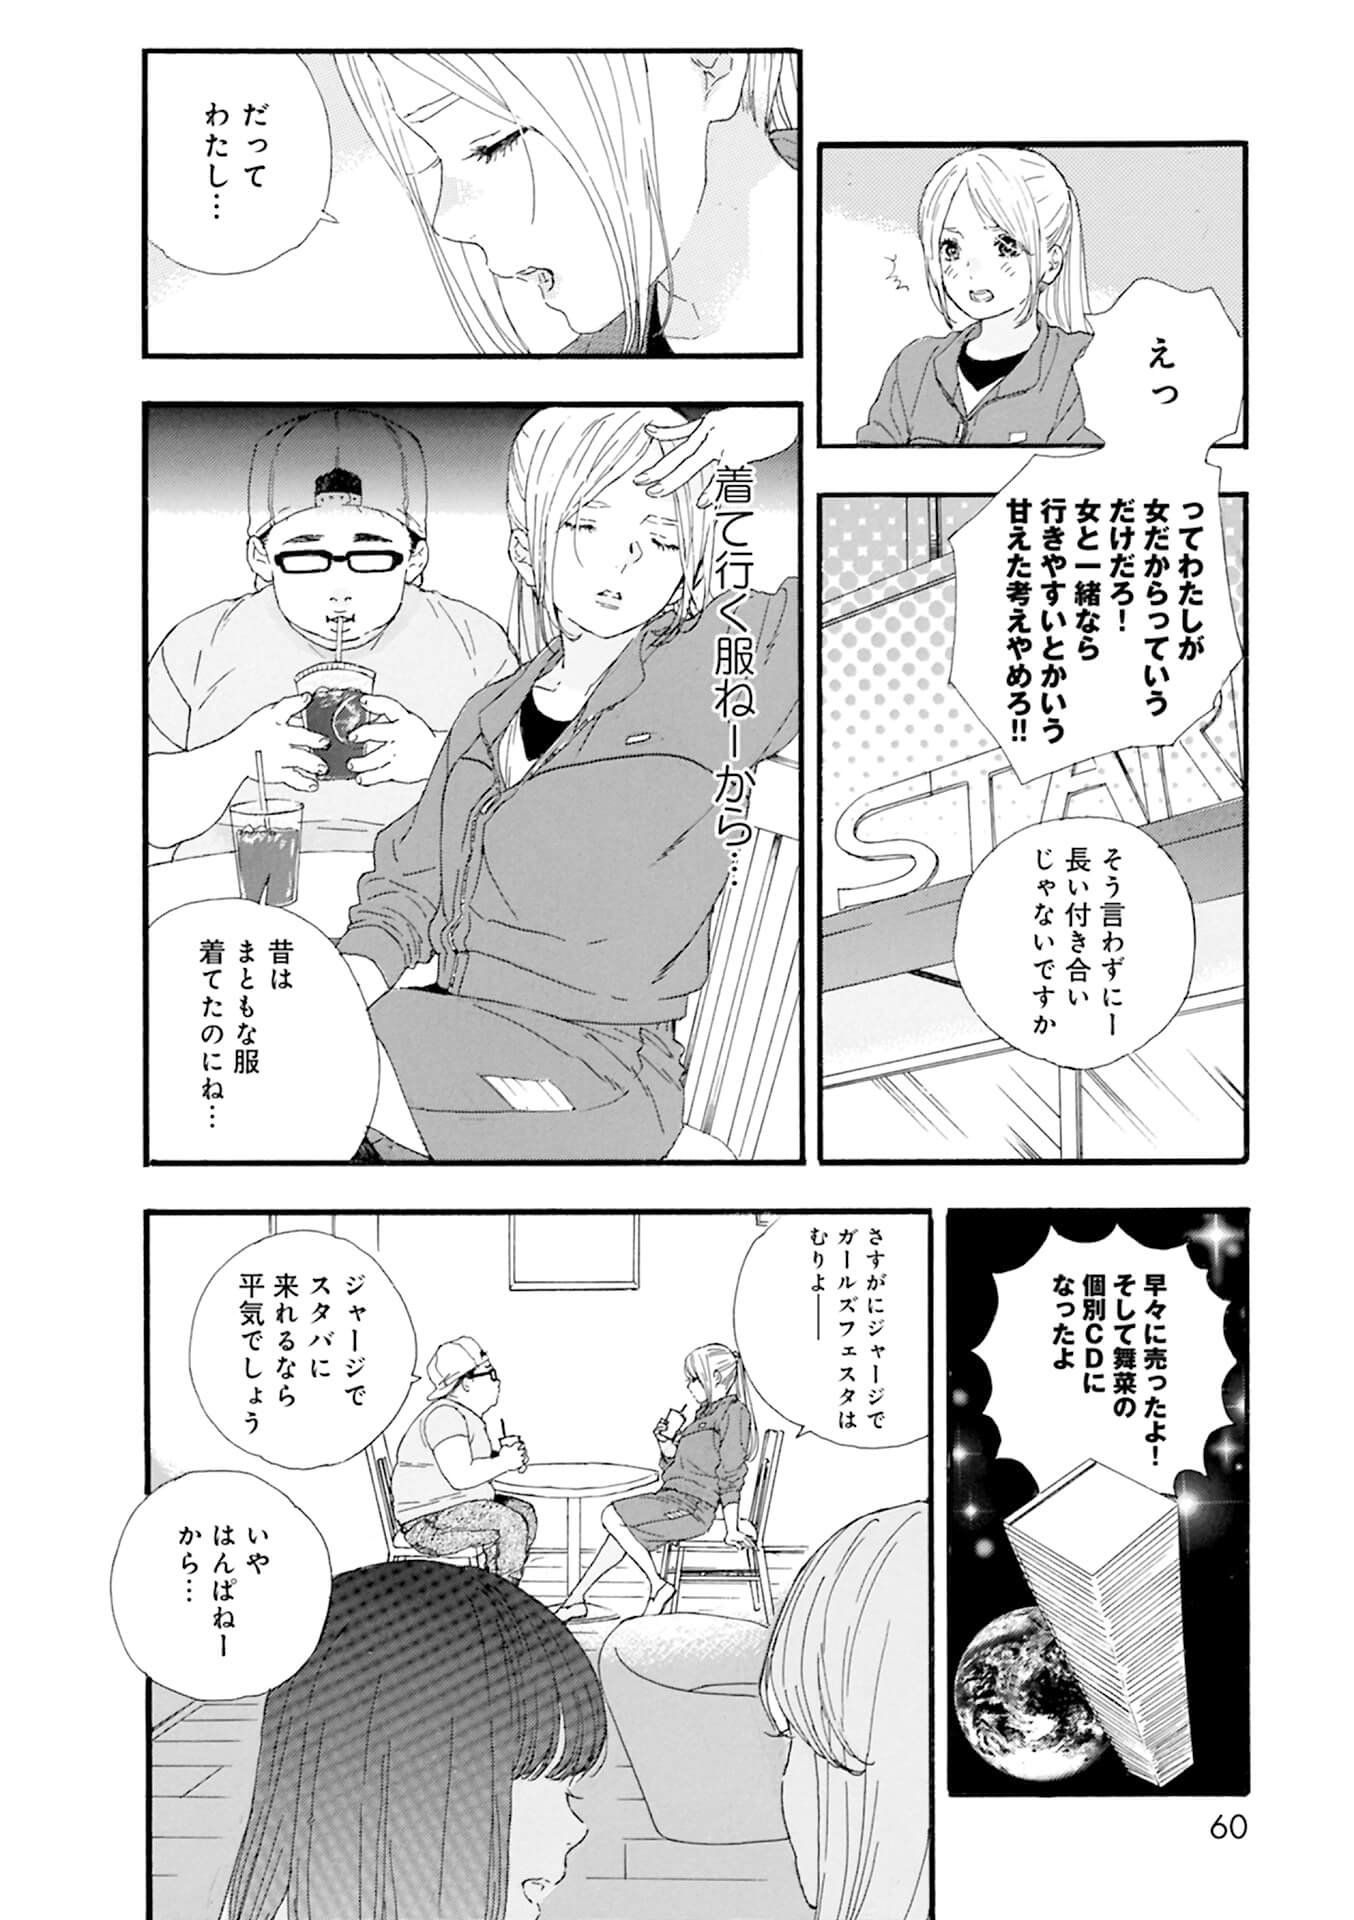 えっ
ってわたしが
女だからっていう
だけだろ！
女と一緒なら
行きやすいとかいう
甘えた考えやめろ!!
STA
そう言わずにー
長い付き合い
じゃないですか
だって
わたし…
着て行く服ねーから…
昔は
まともな服
着てたのにね…
早々に売ったよ！
そして舞菜の
個別CDに
なったよ
さすがにジャージで
ガールズフェスタは
むりよ──
ジャージで
スタバに
来れるなら
平気でしょう
いや
はんぱねー
から…
60